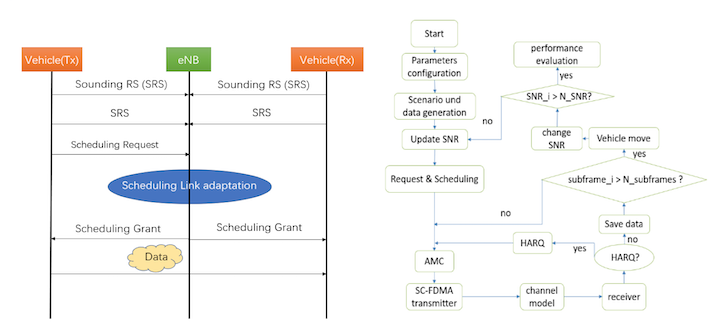 Vehicle(Tx)
eNB
Vehicle(Rx)
Sounding RS (SRS)
Sounding RS (SRS)
SRS
SRS
Scheduling Request
Scheduling Link adaptation
Scheduling Grant
Scheduling Grant
Data
Start
Parameters
configuration
Scenario und
data generation
Update SNR
Request & Scheduling
AMC
SC-FDMA
transmitter
channel
model
receiver
HARQ?
yes
HARQ
no
Save data
subframe_i > N_subframes ?
no
yes
Vehicle move
change
SNR
SNR_i > N_SNR?
no
yes
performance
evaluation